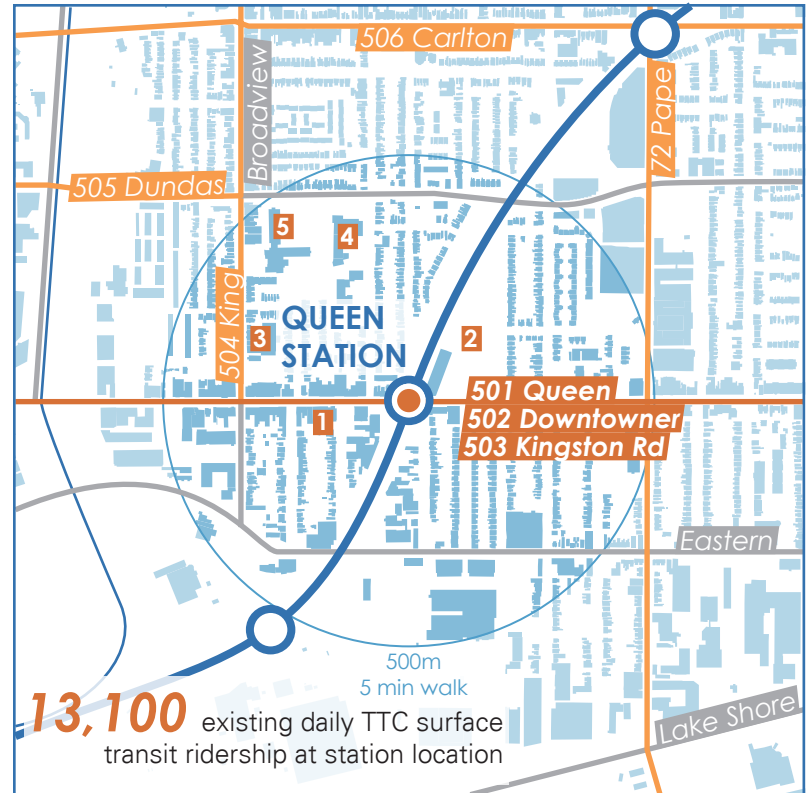 506 Carlton
Broadview
72 Pape
505 Dundas
5
4
504 King
3
QUEEN
STATION
2
501 Queen
502 Downtowner
503 Kingston Rd
1
Eastern
500m
5 min walk
Lake Shore
13,100 existing daily TTC surface
transit ridership at station location